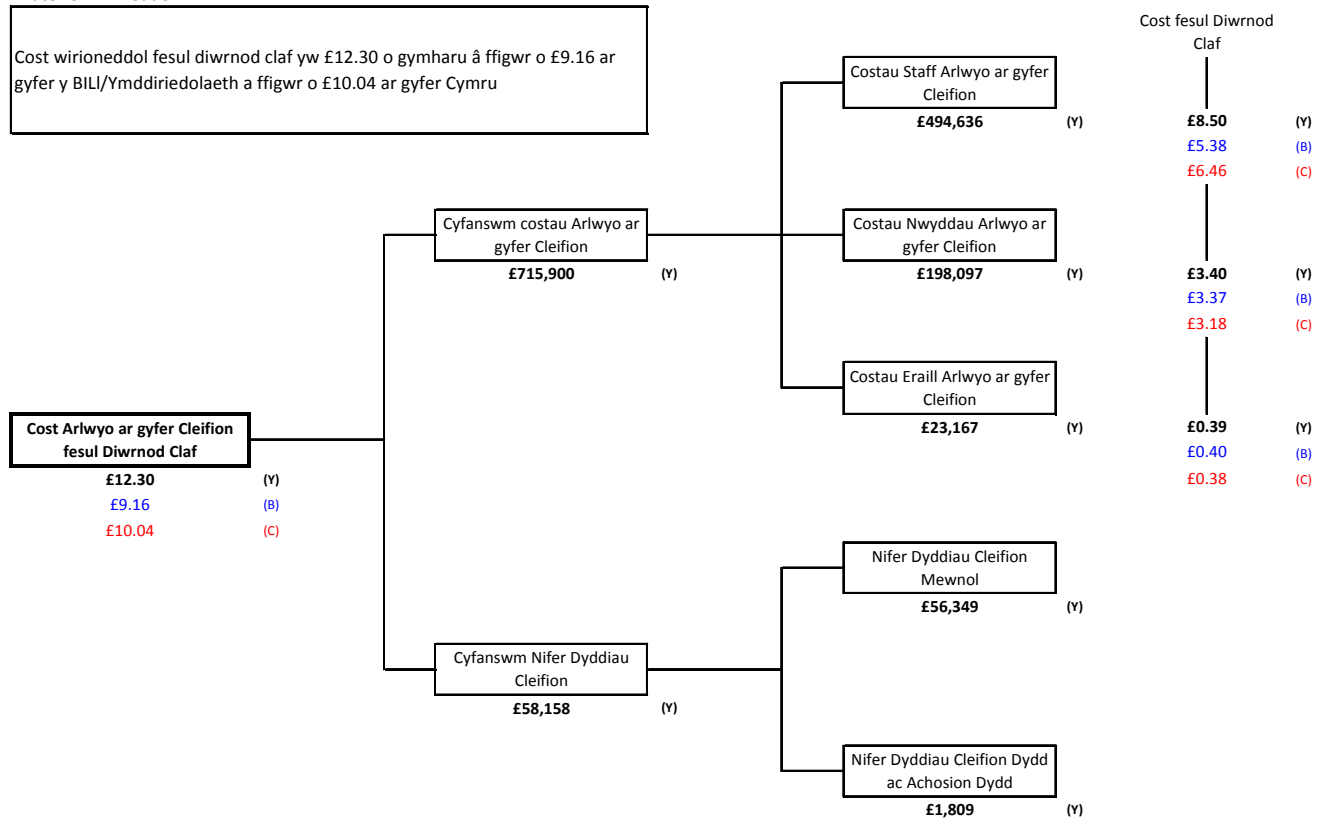 Cost wirioneddol fesul diwrnod claf yw £12.30 o gymharu â ffigwr o £9.16 ar
gyfer y BILl/Ymddiriedolaeth a ffigwr o £10.04 ar gyfer Cymru
Cost fesul Diwrnod
Claf
Costau Staff Arlwyo ar gyfer
Cleifion
£494,636 (Y)
£8.50 (Y)
£5.38 (B)
£6.46 (C)
Cyfanswm costau Arlwyo ar
gyfer Cleifion
£715,900 (Y)
Costau Nwyddau Arlwyo ar
gyfer Cleifion
£198,097 (Y)
£3.40 (Y)
£3.37 (B)
£3.18 (C)
Costau Eraill Arlwyo ar gyfer
Cleifion
£23,167 (Y)
£0.39 (Y)
£0.40 (B)
£0.38 (C)
Cost Arlwyo ar gyfer Cleifion
fesul Diwrnod Claf
£12.30 (Y)
£9.16 (B)
£10.04 (C)
Nifer Dyddiau Cleifion
Mewnol
£56,349 (Y)
Cyfanswm Nifer Dyddiau
Cleifion
£58,158 (Y)
Nifer Dyddiau Cleifion Dydd
ac Achosion Dydd
£1,809 (Y)